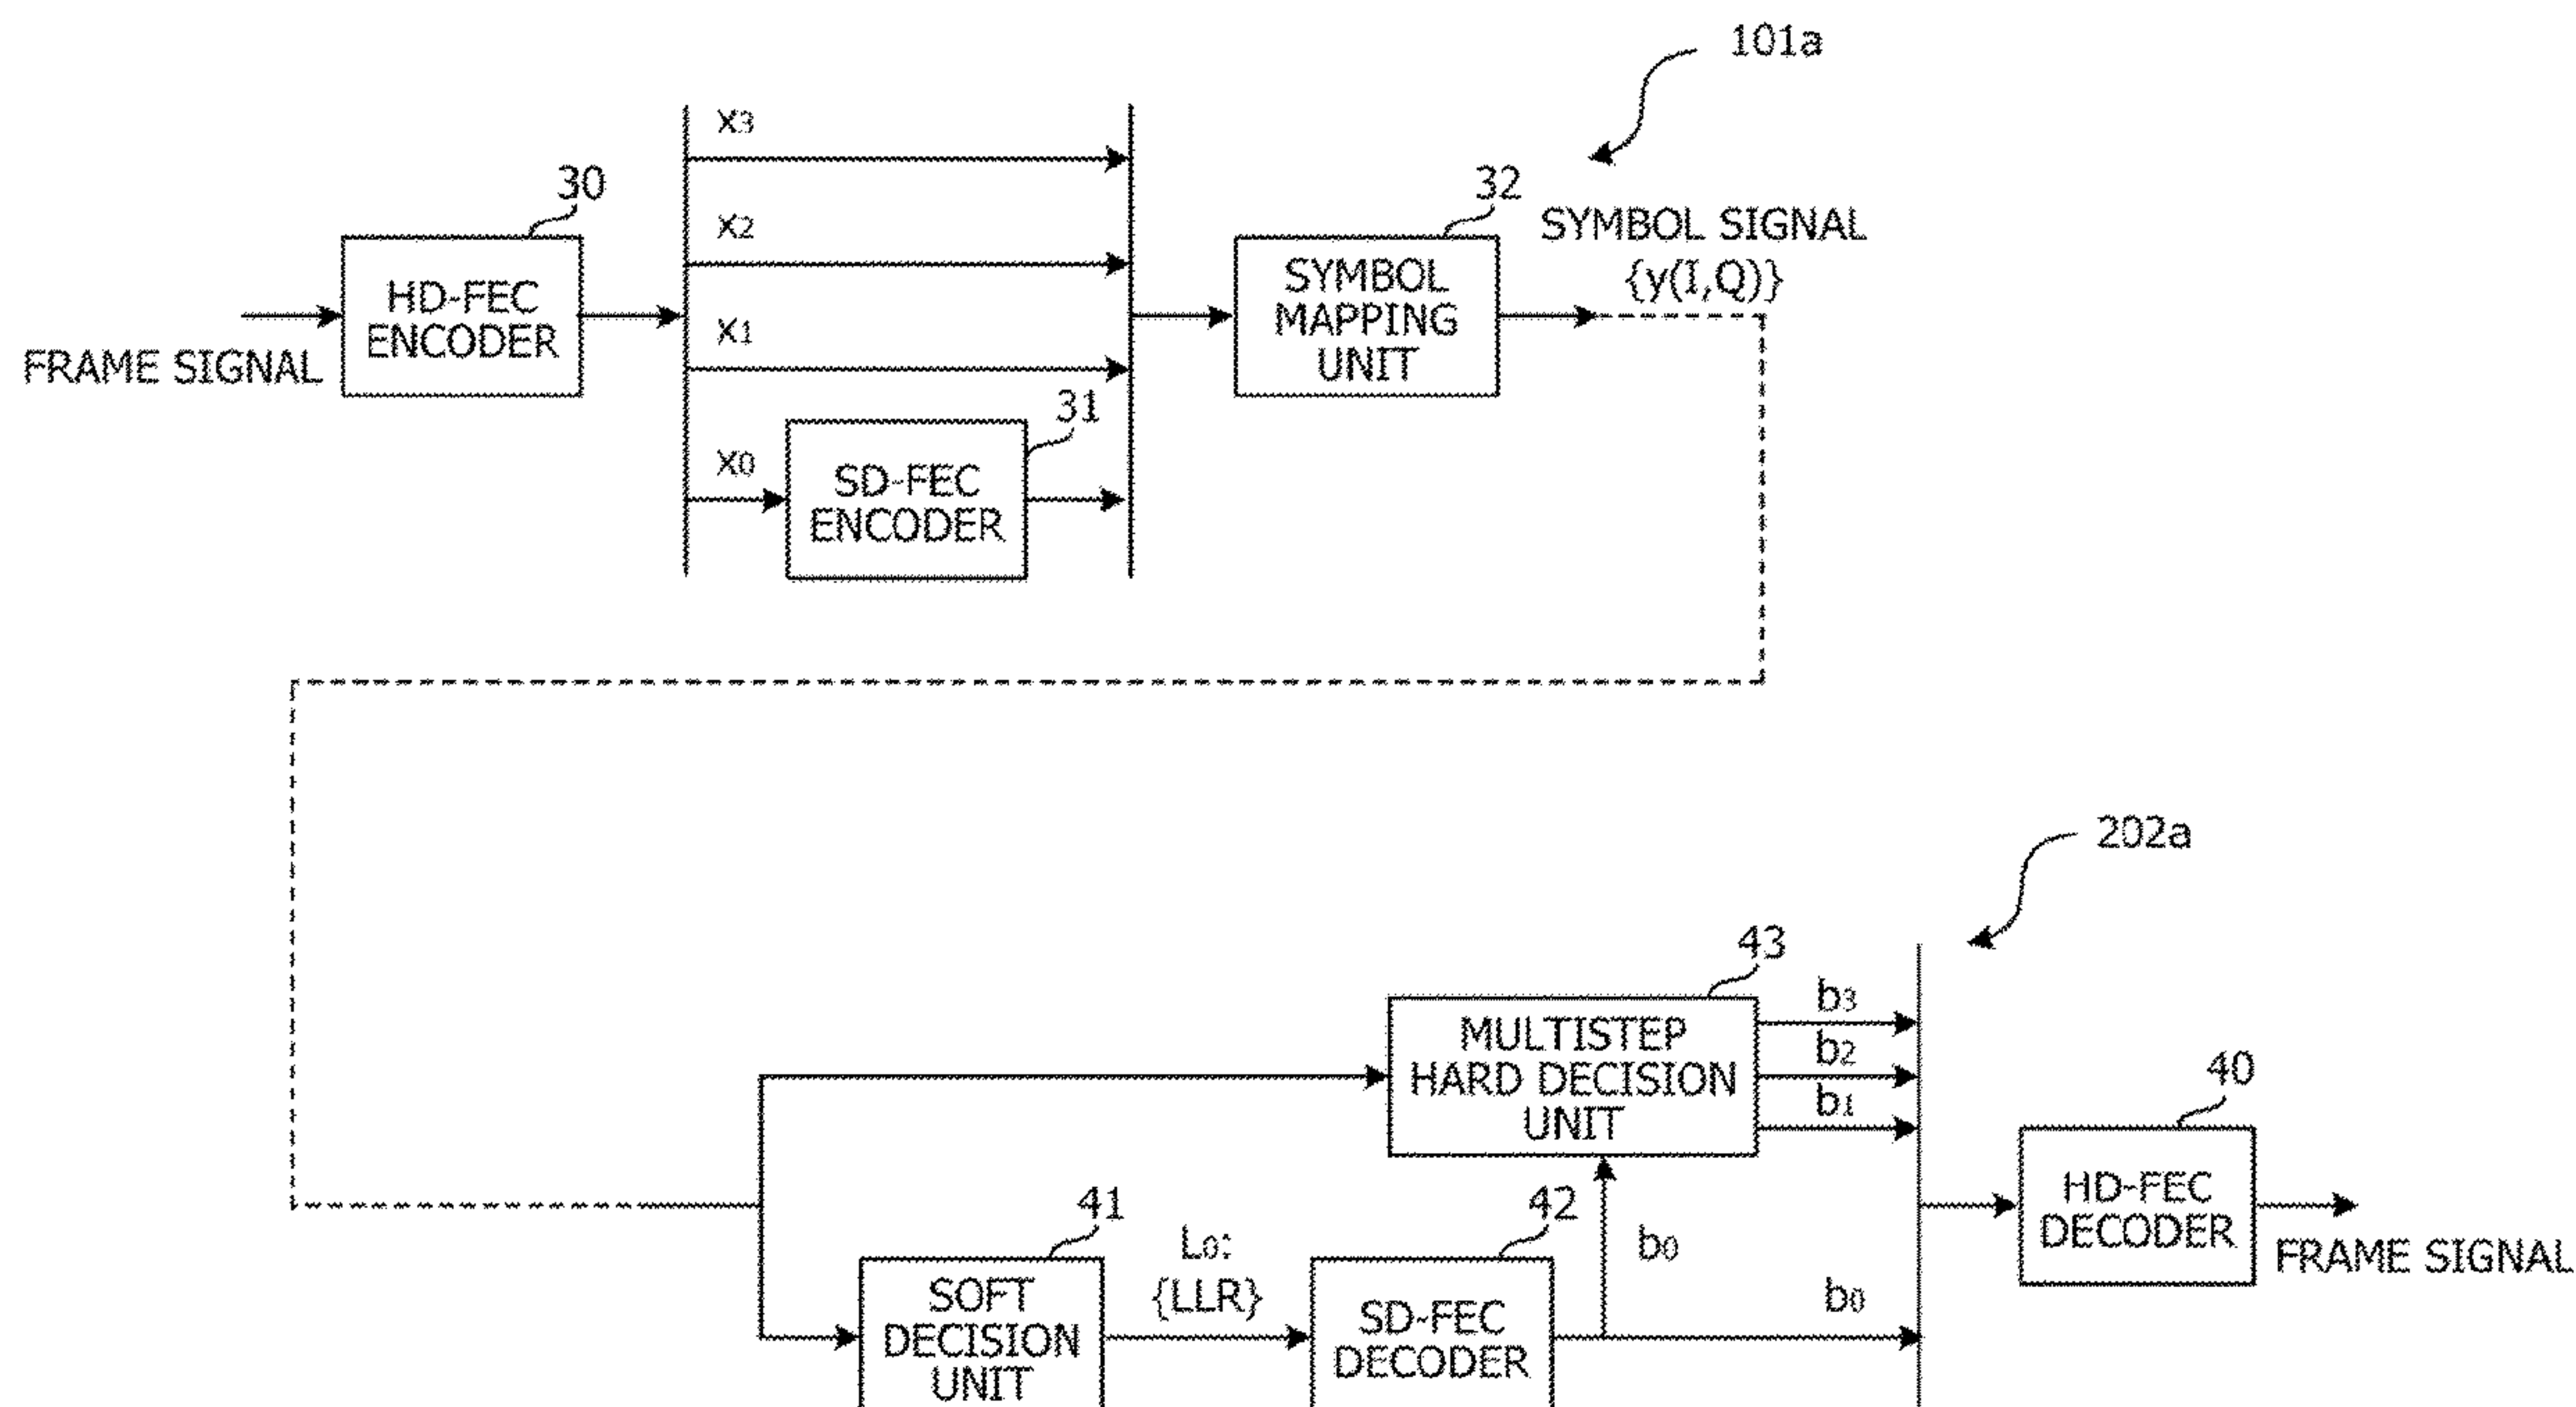 101a
x3
30
32
x2
SYMBOL SIGNAL
{y(I,Q)}
HD-FEC
ENCODER
SYMBOL
MAPPING
UNIT
x1
FRAME SIGNAL
31
x0
SD-FEC
ENCODER
202a
43
b3
MULTISTEP
HARD DECISION
UNIT
b2
b1
40
HD-FEC
DECODER
41
42
L0:
{LLR}
b0
b0
FRAME SIGNAL
SOFT
DECISION
UNIT
SD-FEC
DECODER